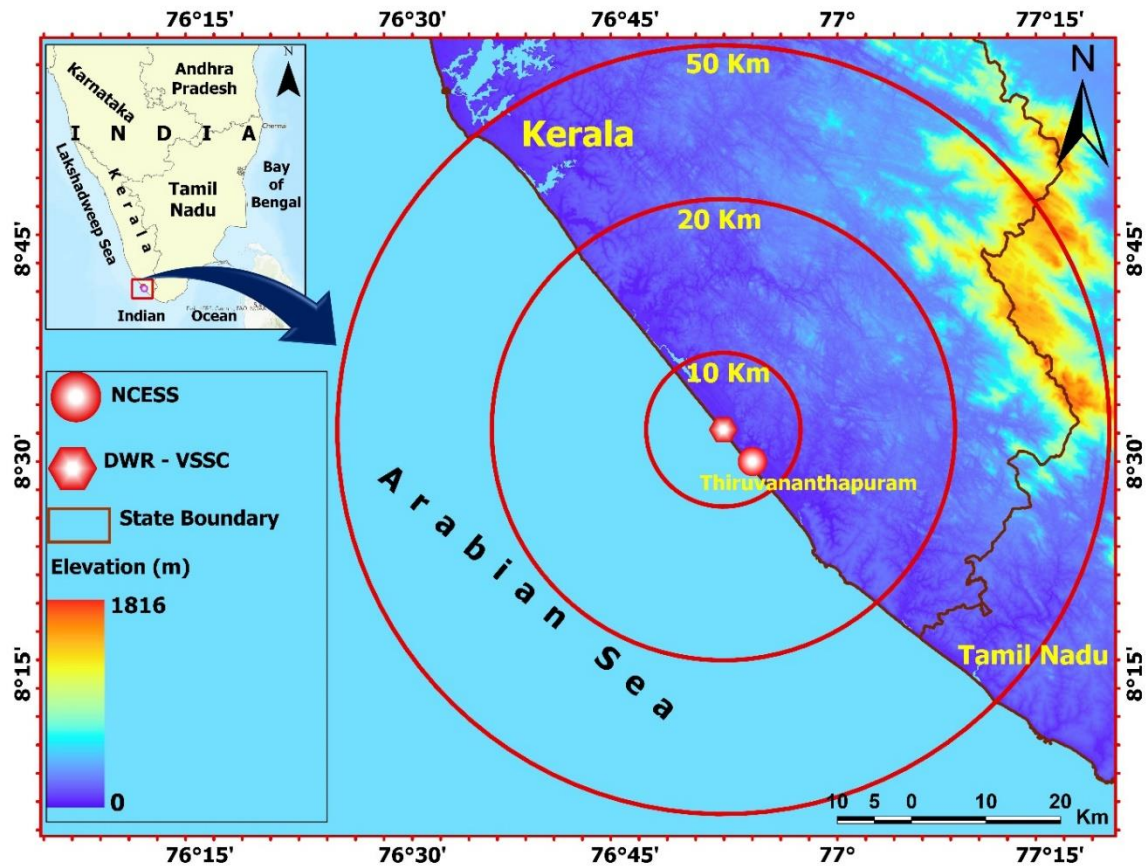 76°15'
76°30'
76°45'
77°
77°15'
N
Karnataka
Andhra
Pradesh
I N D I A
Lakshadweep Sea
Kerala
Tamil
Nadu
Bay
of
Bengal
Indian Ocean
50 Km
N
Kerala
20 Km
10 Km
Thiruvananthapuram
Arabian Sea
Tamil Nadu
8°45'
8°30'
8°15'
8°45'
8°30'
8°15'
NCESS
DWR - VSSC
State Boundary
Elevation (m)
1816
0
10 5 0 10 20
Km
76°15'
76°30'
76°45'
77°
77°15'